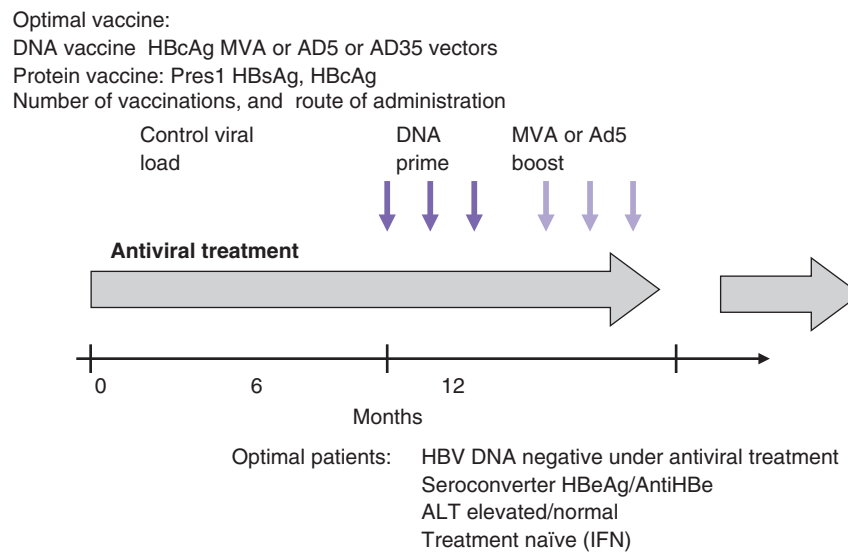 Optimal vaccine:
DNA vaccine HBcAg MVA or AD5 or AD35 vectors
Protein vaccine: Pres1 HBsAg, HBcAg
Number of vaccinations, and route of administration
Control viral
load
DNA
prime
MVA or Ad5
boost
Antiviral treatment
0 6 12
Months
Optimal patients: HBV DNA negative under antiviral treatment
Seroconverter HBeAg/AntiHBe
ALT elevated/normal
Treatment naïve (IFN)